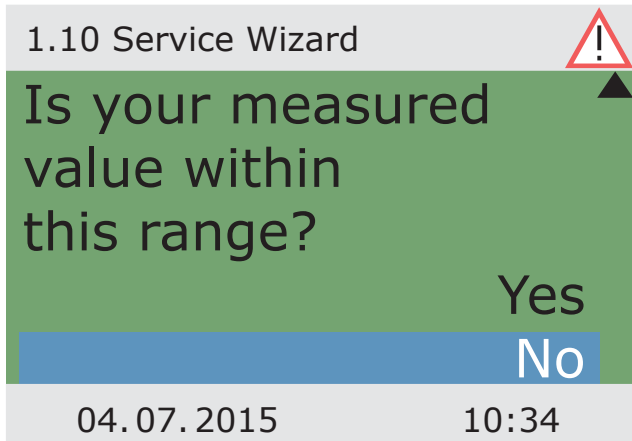 1.10 Service Wizard
!
Is your measured
value within
this range?
Yes
No
04.07.2015 10:34